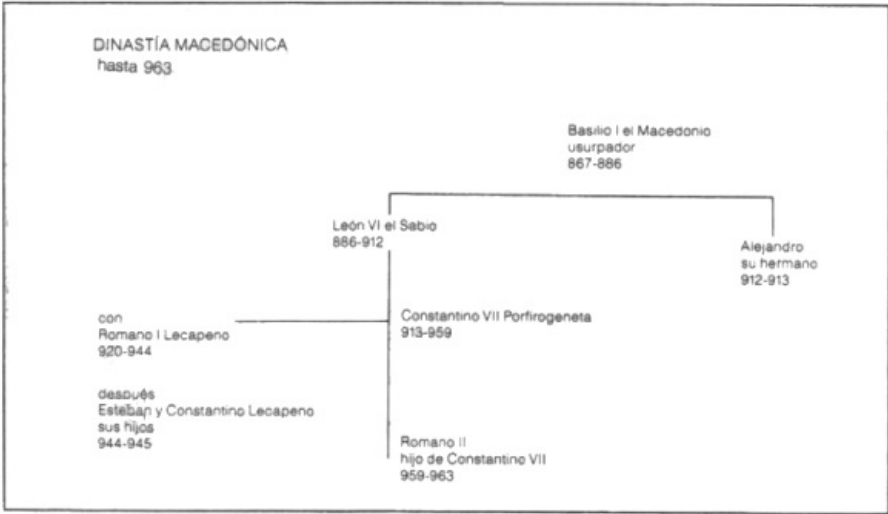 DINASTÍA MACEDÓNICA
hasta 963
Basilio I el Macedonio
usurpador
867-886
León VI el Sabio
886-912
Alejandro
su hermano
912-913
con
Romano I Lecapeno
920-944
Constantino VII Porfirogeneta
913-959
después
Esteban y Constantino Lecapeno
sus hijos
944-945
Romano II
hijo de Constantino VII
959-963